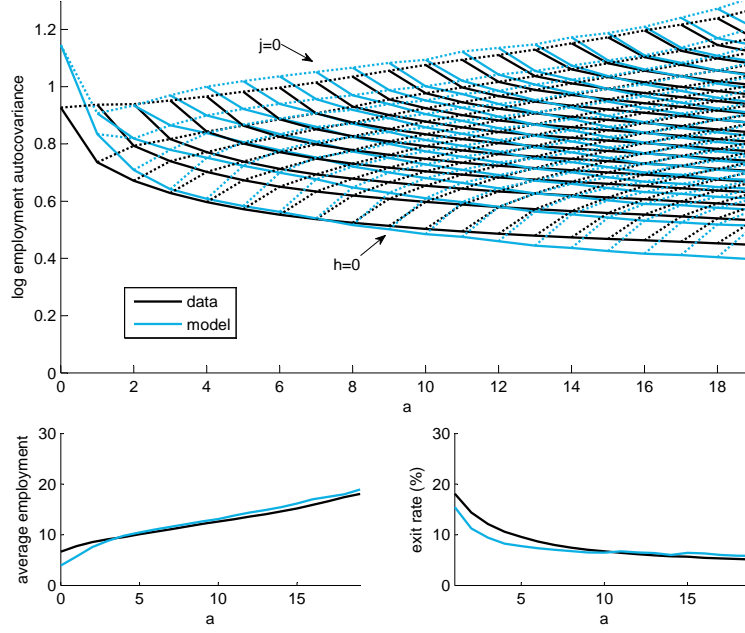 1.2
1
0.8
0.6
0.4
0.2
0
log employment autocovariance
j=0
h=0
data
model
0 2 4 6 8 10 12 14 16 18
a
30
20
10
0
average employment
0 5 10 15
a
30
20
10
0
exit rate (%)
5 10 15
a